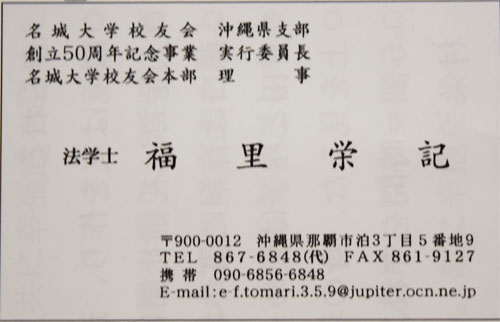 名城大学校友会　沖縄県支部
創立50周年記念事業　実行委員長
名城大学校友会本部　理　　事
法学士　福　里　栄　記
〒900-0012　沖縄県那覇市泊3丁目5番地9
TEL　867-6848(代)　FAX 861-9127
携　帯　090-6856-6848
E-mail:e-f.tomari.3.5.9@jupiter.ocn.ne.jp